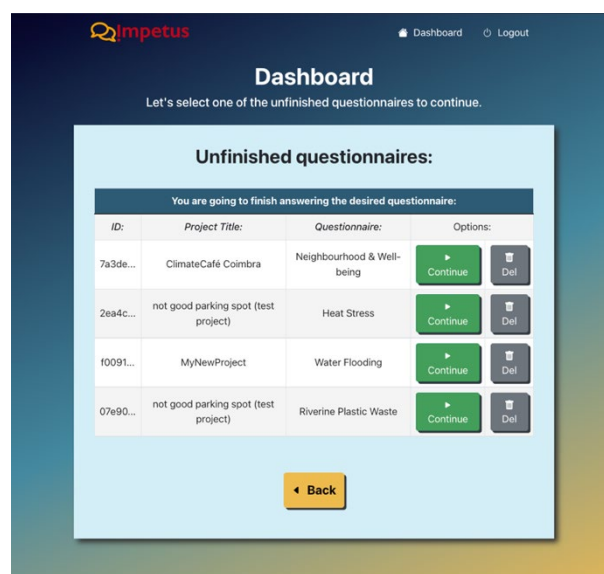 Impetus
Dashboard
Logout
Dashboard
Let's select one of the unfinished questionnaires to continue.
Unfinished questionnaires:
You are going to finish answering the desired questionnaire:
ID: Project Title: Questionnaire: Options:
7a3de... ClimateCafé Coimbra Neighbourhood & Well-
being Continue Del
2ea4c... not good parking spot (test
project) Heat Stress Continue Del
f0091... MyNewProject Water Flooding Continue Del
07e90... not good parking spot (test
project) Riverine Plastic Waste Continue Del
Back